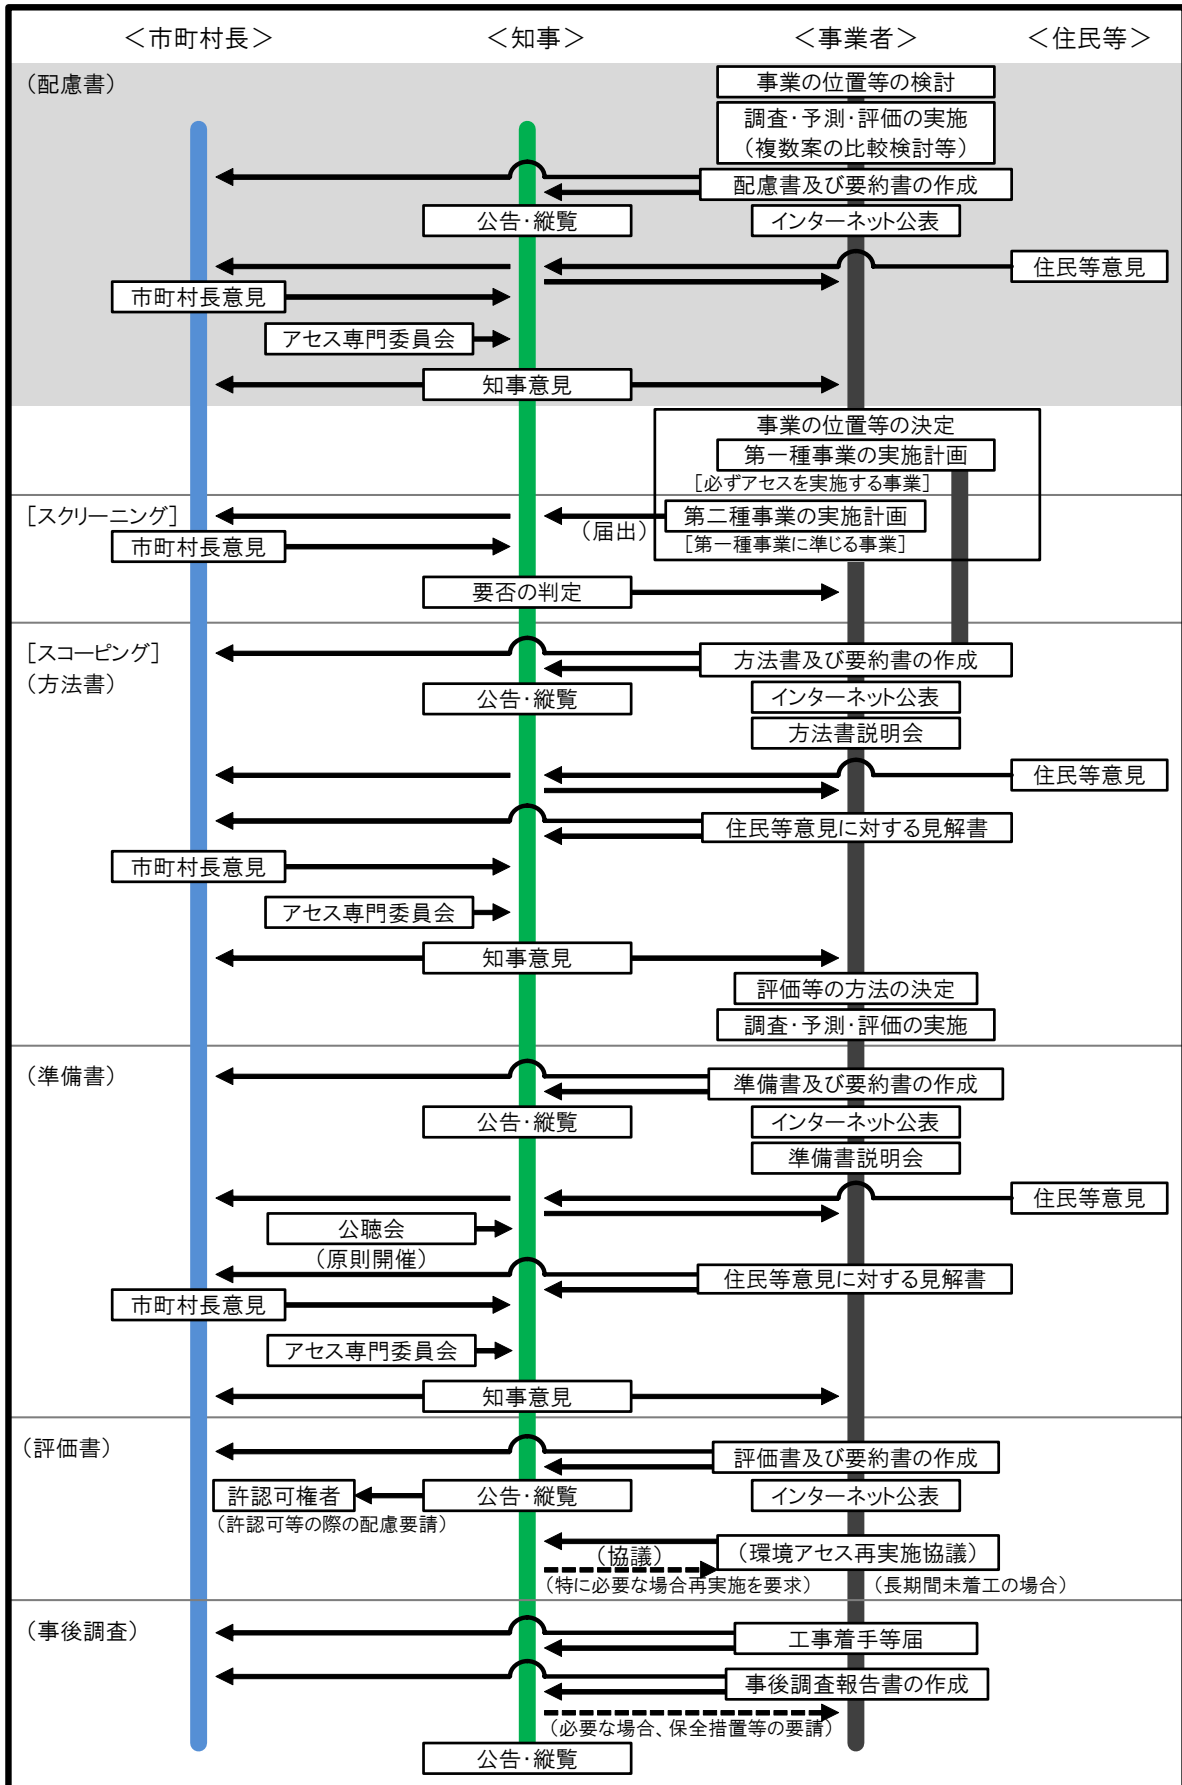 ＜市町村長＞ ＜知事＞ ＜事業者＞ ＜住民等＞
（配慮書）
事業の位置等の検討
調査・予測・評価の実施
（複数案の比較検討等）
配慮書及び要約書の作成
公告・縦覧 インターネット公表
住民等意見
市町村長意見
アセス専門委員会
知事意見
事業の位置等の決定
第一種事業の実施計画
［必ずアセスを実施する事業］
［スクリーニング］ （届出） 第二種事業の実施計画
市町村長意見 ［第一種事業に準じる事業］
要否の判定
［スコーピング］ 方法書及び要約書の作成
（方法書） 公告・縦覧 インターネット公表
方法書説明会
住民等意見
住民等意見に対する見解書
市町村長意見
アセス専門委員会
知事意見
評価等の方法の決定
調査・予測・評価の実施
（準備書） 準備書及び要約書の作成
公告・縦覧 インターネット公表
準備書説明会
住民等意見
公聴会
（原則開催）
住民等意見に対する見解書
市町村長意見
アセス専門委員会
知事意見
（評価書） 評価書及び要約書の作成
許認可権者 公告・縦覧 インターネット公表
（許認可等の際の配慮要請）
（協議） （環境アセス再実施協議）
（特に必要な場合再実施を要求） （長期間未着工の場合）
（事後調査） 工事着手等届
事後調査報告書の作成
（必要な場合、保全措置等の要請）
公告・縦覧